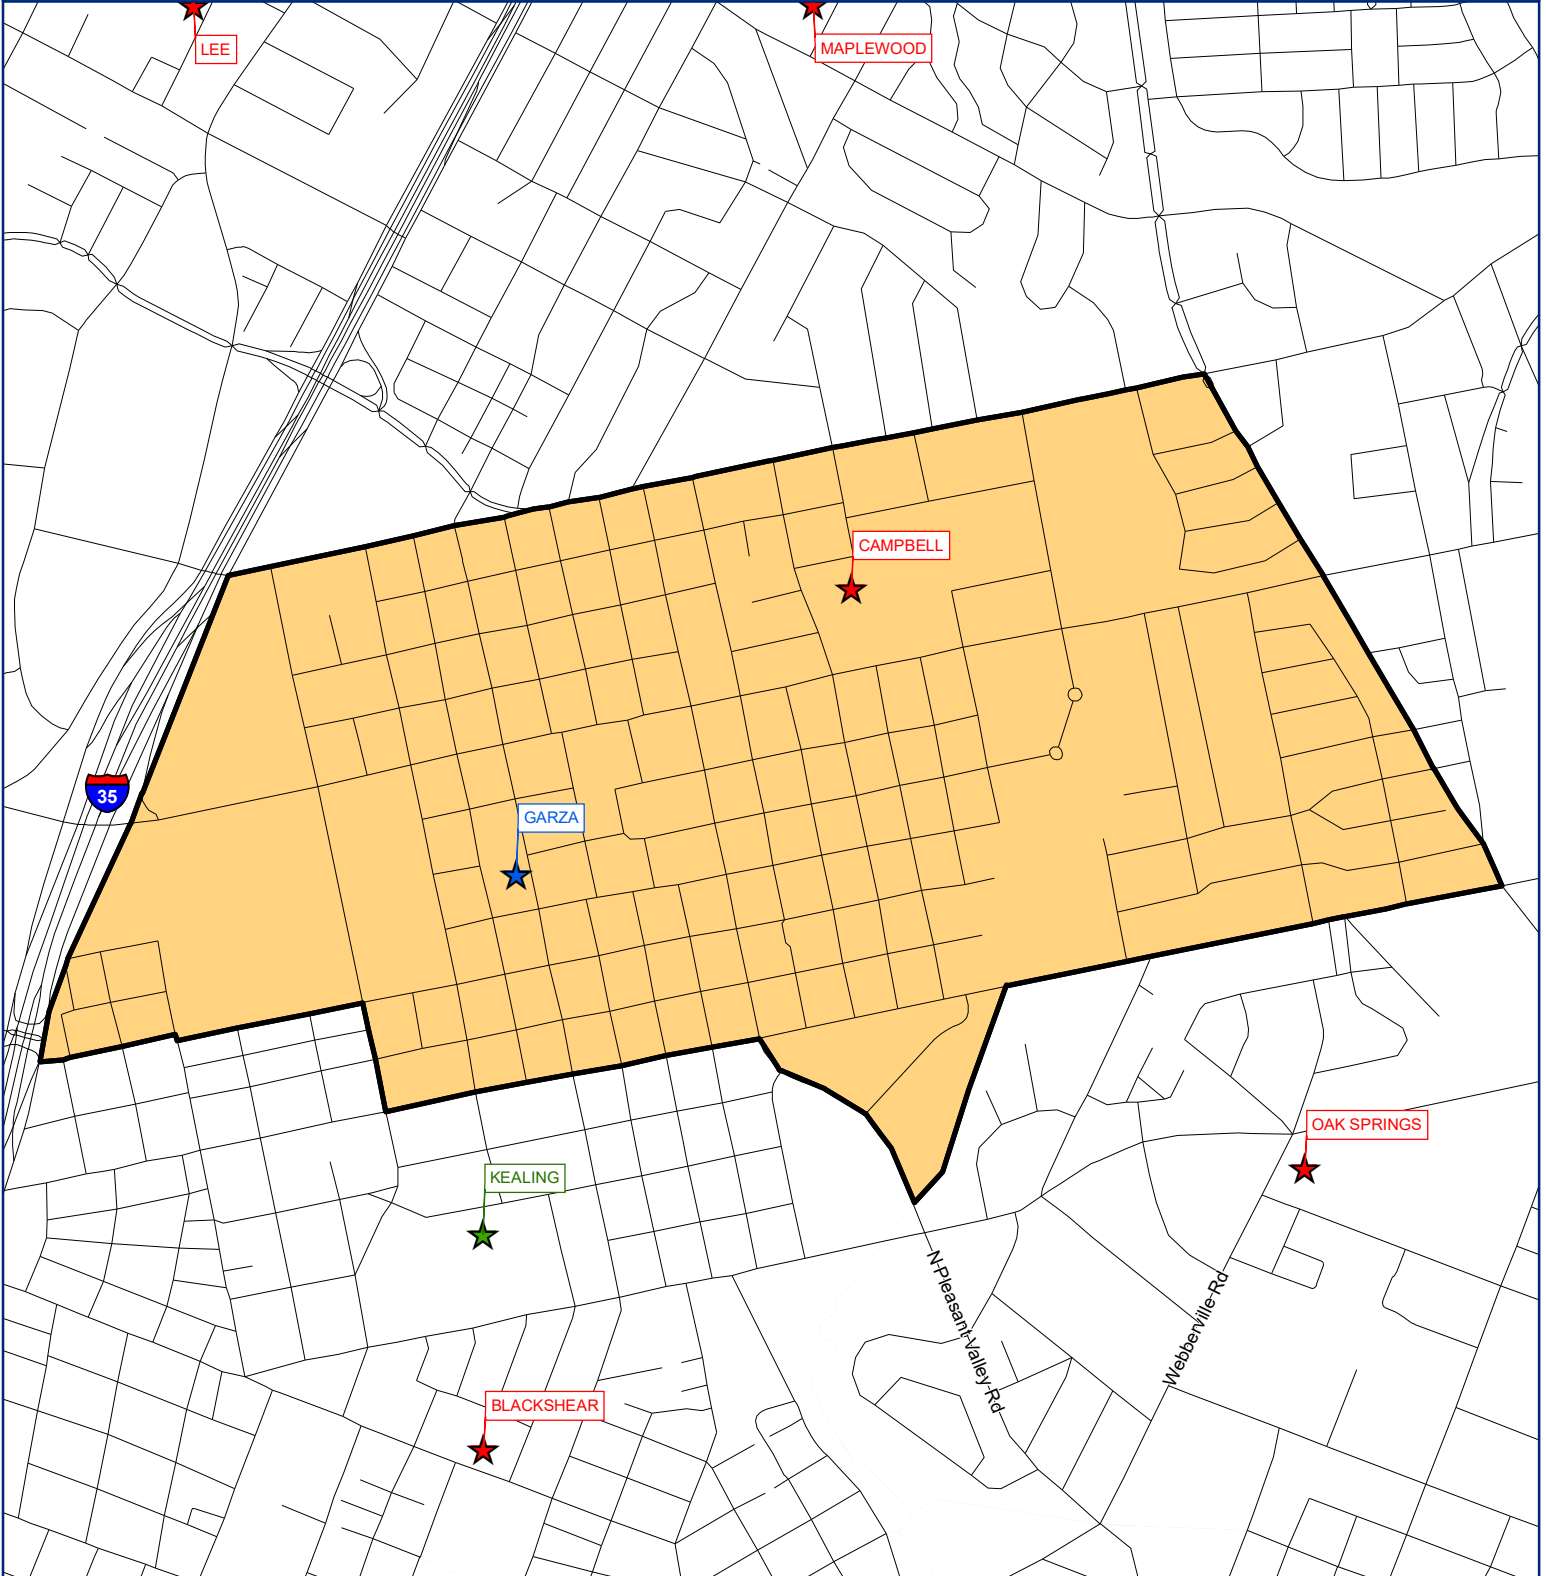 LEE
MAPLEWOOD
CAMPBELL
35
GARZA
OAK SPRINGS
KEALING
N Pleasant Valley Rd
Webberville Rd
BLACKSHEAR